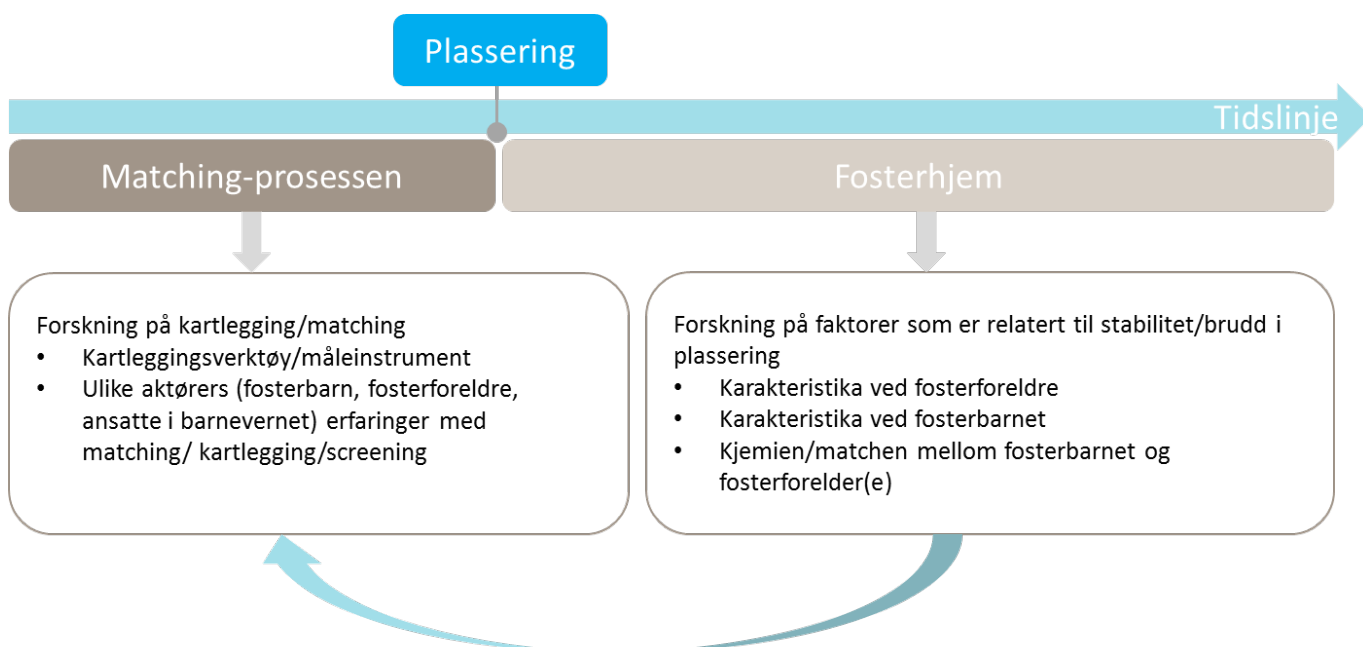 Plassering
Tidslinje
Matching-prosessen
Fosterhjem
Forskning på kartlegging/matching
• Kartleggingsverktøy/måleinstrument
• Ulike aktørers (fosterbarn, fosterforeldre,
ansatte i barnevernet) erfaringer med
matching/ kartlegging/screening
Forskning på faktorer som er relatert til stabilitet/brudd i
plassering
• Karakteristika ved fosterforeldre
• Karakteristika ved fosterbarnet
• Kjemien/matchen mellom fosterbarnet og
fosterforelder(e)